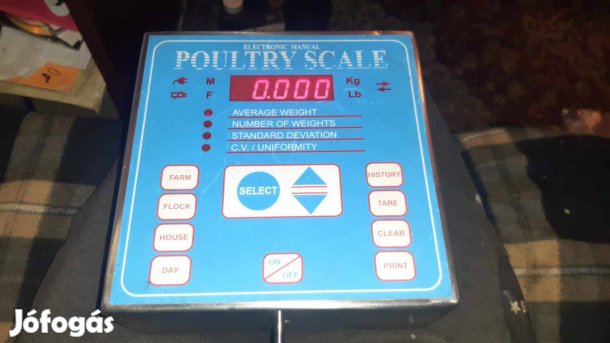 ELECTRONIC MANUAL
POULTRY SCALE
M
F
0.000
Kg
Lb
AVERAGE WEIGHT
NUMBER OF WEIGHTS
STANDARD DEVIATION
C.V. / UNIFORMITY
FARM
FLOCK
HOUSE
DAY
SELECT
ON
OFF
HISTORY
TARE
CLEAR
PRINT
Jófogás